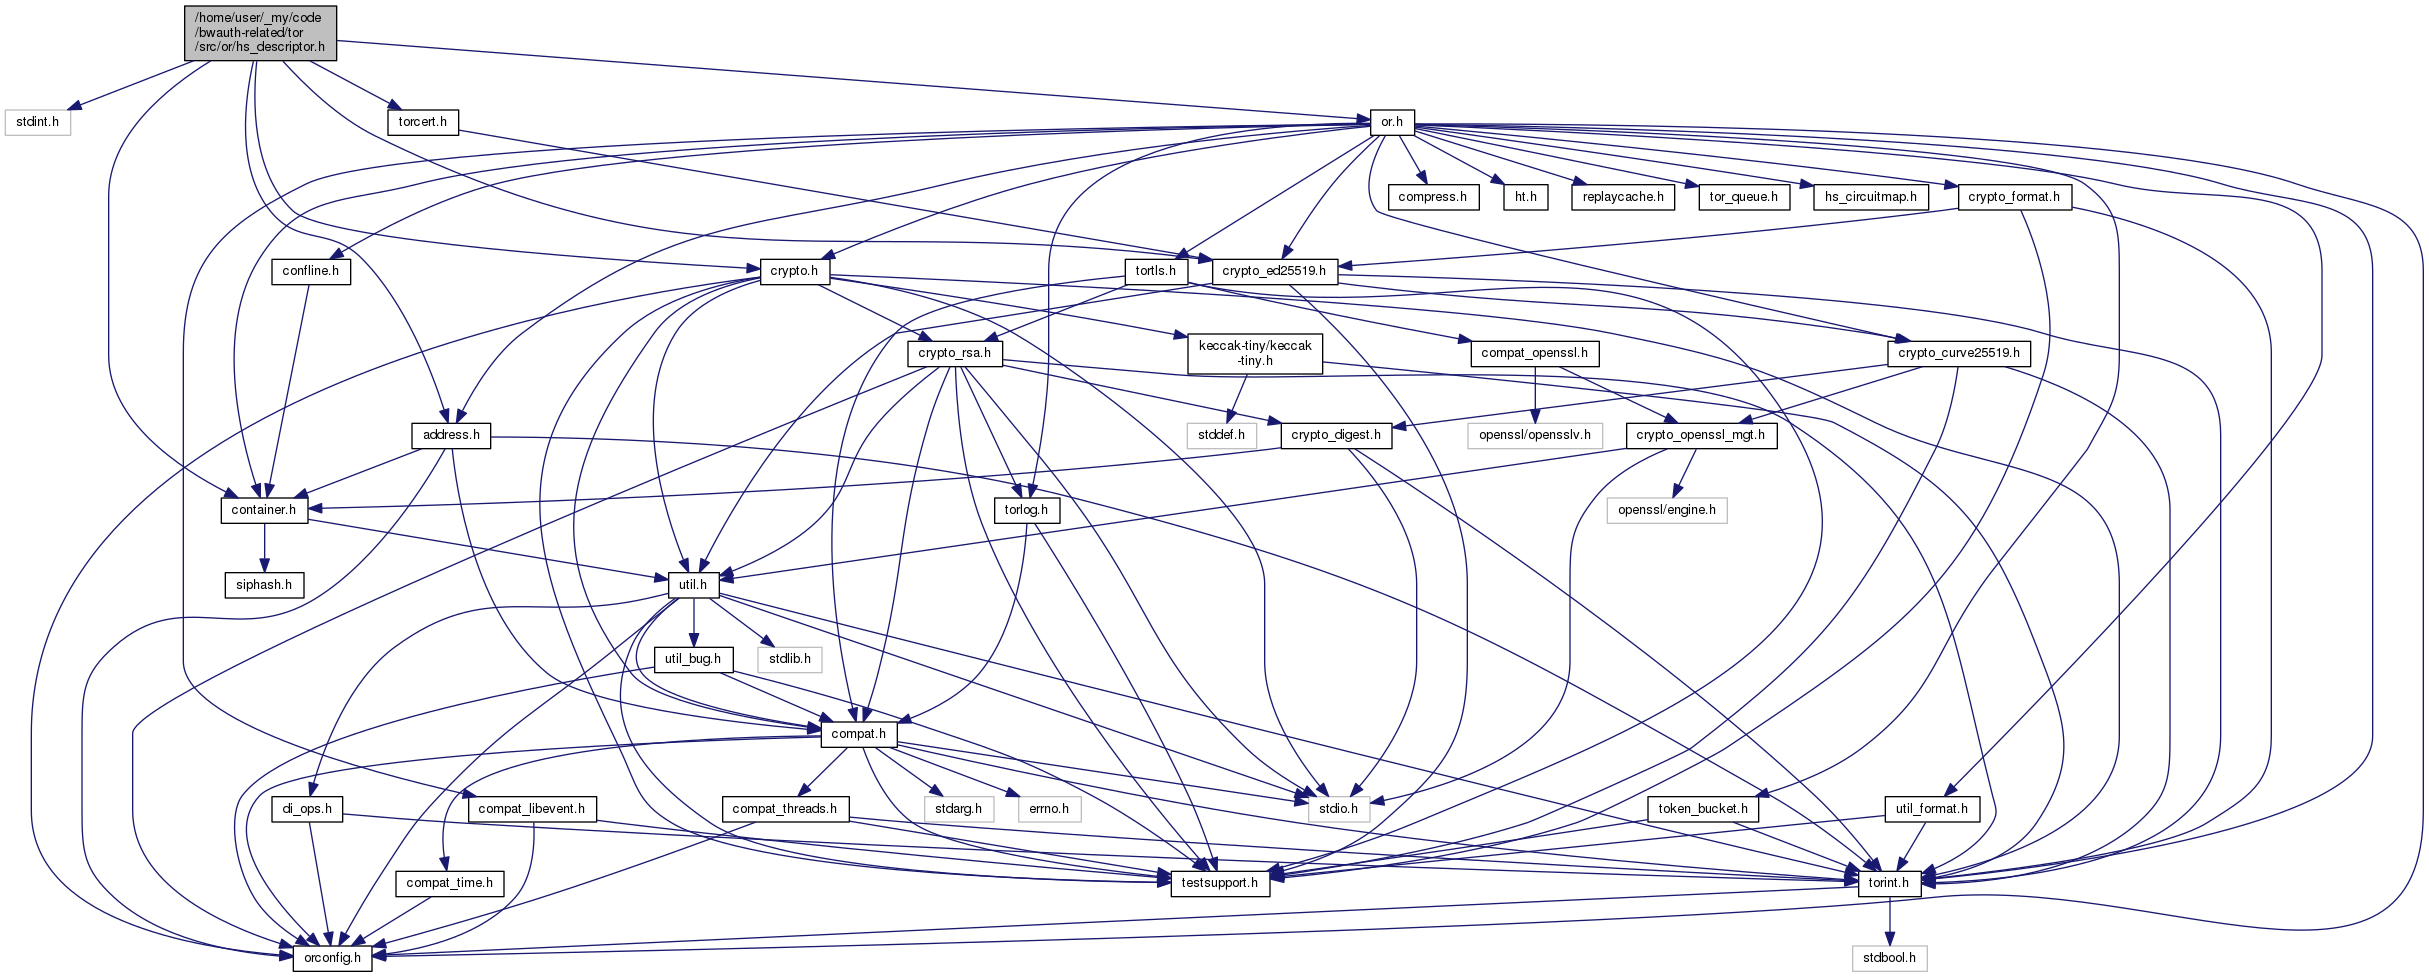 /home/user/_my/code
/bwauth-related/tor
/src/or/hs_descriptor.h
stdint.h
torcert.h
or.h
compress.h
ht.h
replaycache.h
tor_queue.h
hs_circuitmap.h
crypto_format.h
confline.h
crypto.h
tortls.h
crypto_ed25519.h
crypto_rsa.h
keccak-tiny/keccak
-tiny.h
compat_openssl.h
crypto_curve25519.h
address.h
stddef.h
crypto_digest.h
openssl/opensslv.h
crypto_openssl_mgt.h
container.h
torlog.h
openssl/engine.h
siphash.h
util.h
util_bug.h
stdlib.h
compat.h
di_ops.h
compat_libevent.h
compat_threads.h
stdarg.h
errno.h
stdio.h
token_bucket.h
util_format.h
compat_time.h
testsupport.h
torint.h
orconfig.h
stdbool.h